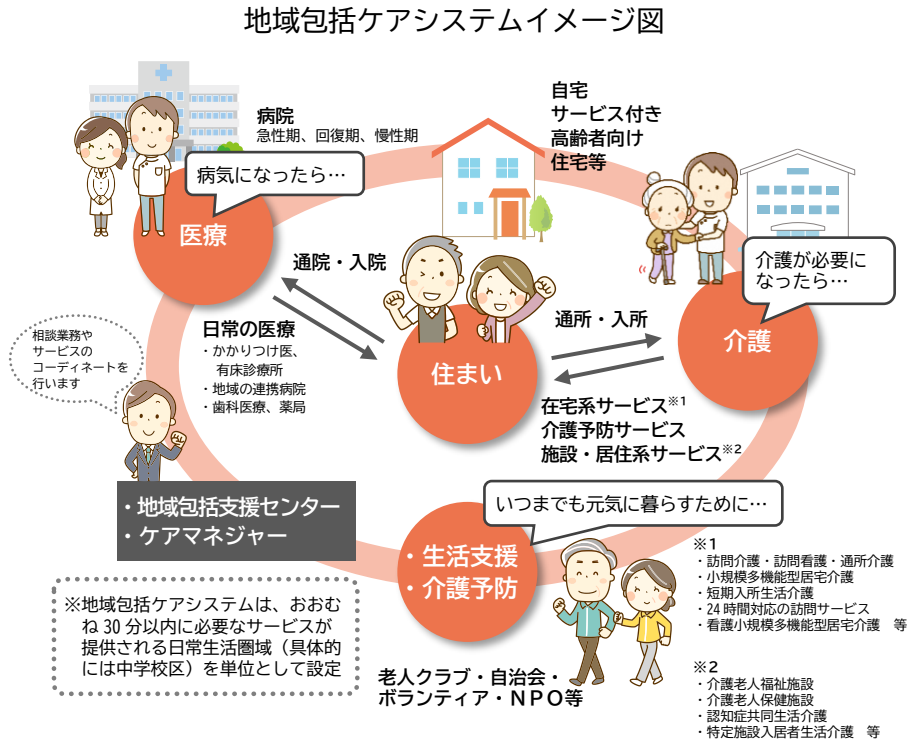 地域包括ケアシステムイメージ図
病院
急性期、回復期、慢性期
自宅
サービス付き
高齢者向け
住宅等
病気になったら…
医療
介護が必要に
なったら…
介護
通院・入院
日常の医療
・かかりつけ医、
有床診療所
・地域の連携病院
・歯科医療、薬局
住まい
通所・入所
在宅系サービス※1
介護予防サービス
施設・居住系サービス※2
相談業務や
サービスの
コーディネートを
行います
・地域包括支援センター
・ケアマネジャー
いつまでも元気に暮らすために…
・生活支援
・介護予防
老人クラブ・自治会・
ボランティア・ＮＰＯ等
※地域包括ケアシステムは、おおむ
ね 30 分以内に必要なサービスが
提供される日常生活圏域（具体的
には中学校区）を単位として設定
※1
・訪問介護・訪問看護・通所介護
・小規模多機能型居宅介護
・短期入所生活介護
・24 時間対応の訪問サービス
・看護小規模多機能型居宅介護　等
※2
・介護老人福祉施設
・介護老人保健施設
・認知症共同生活介護
・特定施設入居者生活介護　等